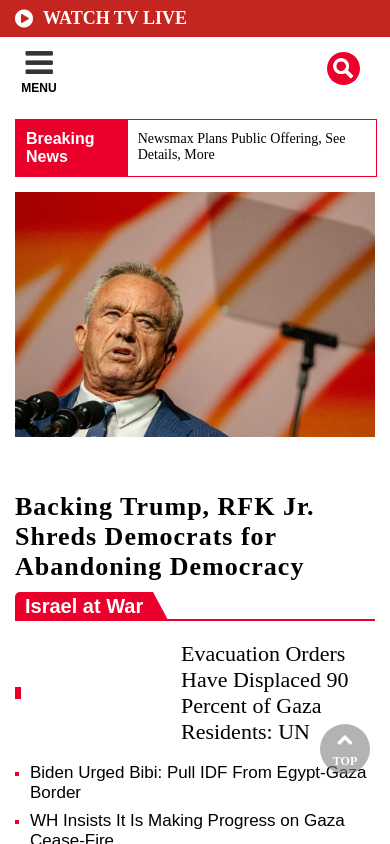 WATCH TV LIVE
MENU
Breaking
News
Newsmax Plans Public Offering, See
Details, More
Backing Trump, RFK Jr.
Shreds Democrats for
Abandoning Democracy
Israel at War
Evacuation Orders
Have Displaced 90
Percent of Gaza
Residents: UN
TOP
Biden Urged Bibi: Pull IDF From Egypt-Gaza
Border
WH Insists It Is Making Progress on Gaza
Cease-Fire